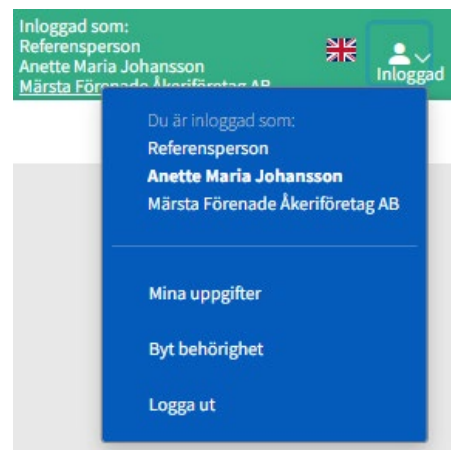 Inloggad som:
Referensperson
Anette Maria Johansson
Märsta Förenade Åkeriföretag AB
Inloggad
Du är inloggad som:
Referensperson
Anette Maria Johansson
Märsta Förenade Åkeriföretag AB
Mina uppgifter
Byt behörighet
Logga ut